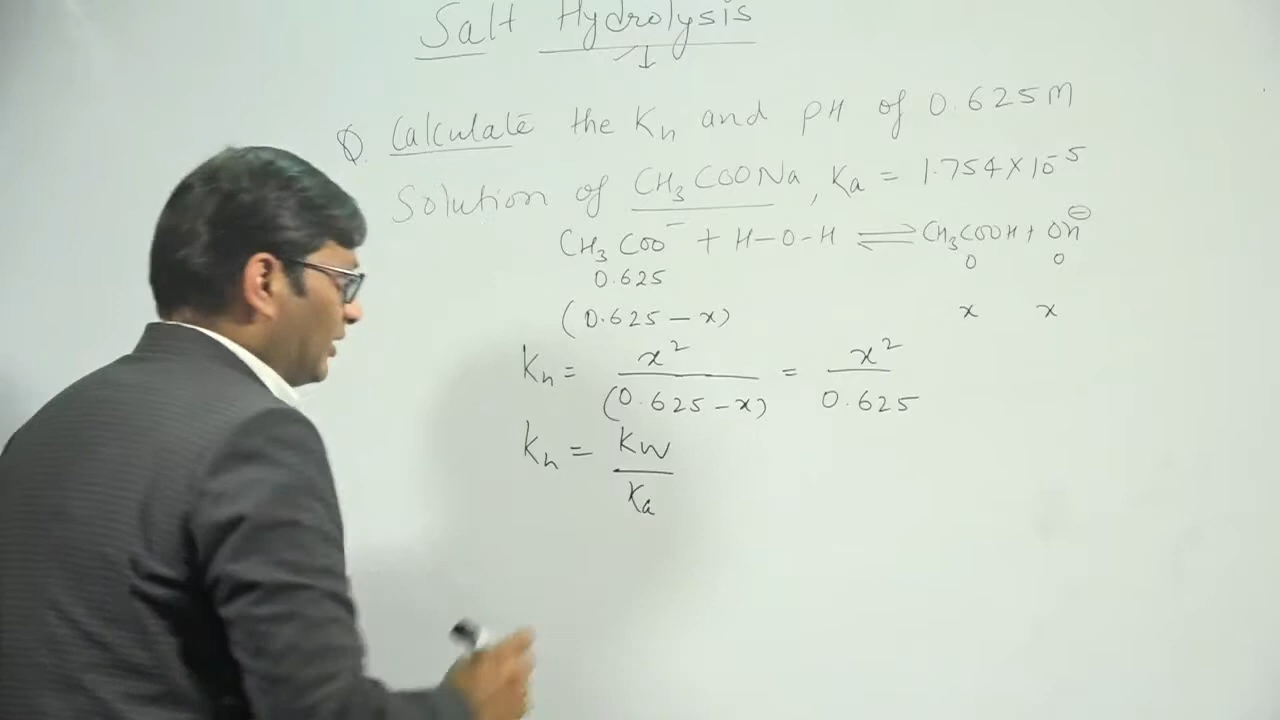 Salt Hydrolysis
↓
Q. Calculate the Kh and pH of 0.625M
Solution of CH₃COONa, Ka = 1.754×10⁻⁵
CH₃COO⁻ + H-O-H ⇌ CH₃COOH + OH⊖
0.625 0 0
(0.625-x) x x
Kh = x²/(0.625-x) = x²/0.625
Kh = Kw/Ka